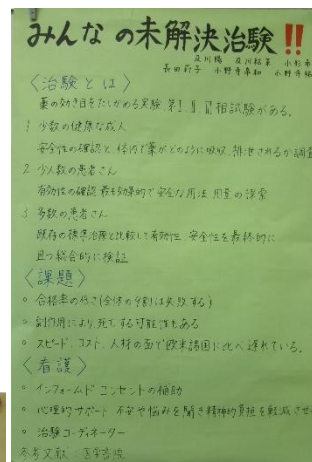 みんなの未解決治験!!
及川陽 及川結菜
〈治験とは〉
薬の効き目をたしかめる実験 第Ⅰ、Ⅱ、Ⅲ相試験がある。
1 少数の健康な成人
安全性の確認と体内で薬がどのように吸収、排泄されるか調査
2 少人数の患者さん
有効性の確認 最も効果的で安全な用法 用量の深索
3 多数の患者さん
既存の標準治療と比較して有効性、安全性を最終的に
且つ総合的に検証
〈課題〉
○ 合格率の低さ(全体の9割は失敗する)
○ 副作用により、死亡する可能性もある
○ スピード、コスト、人材の面で欧米諸国に比べ遅れている。
〈看護〉
○ インフォームド コンセントの補助
○ 心理的サポート 不安や悩みを聞き精神的負担を軽減させ
○ 治験コーディネーター
参考文献:医学書院